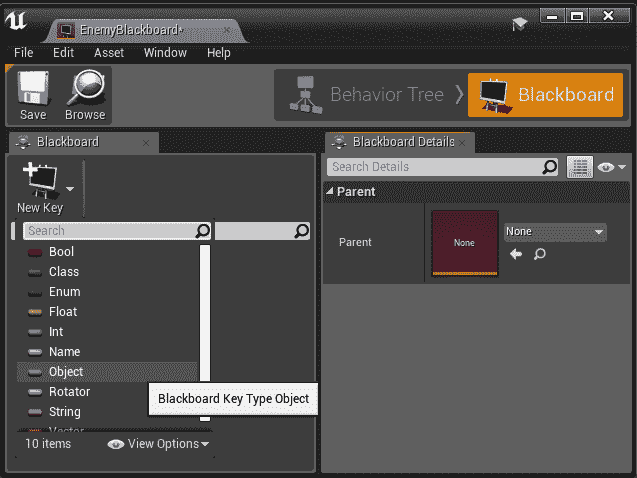 EnemyBlackboard*
File Edit Asset Window Help
Save Browse Behavior Tree Blackboard
Blackboard Blackboard Details
New Key
Search Details
Parent
Parent None None
Search
Bool
Class
Enum
Float
Int
Name
Object
Rotator
Blackboard Key Type Object
String
Vector
10 items View Options